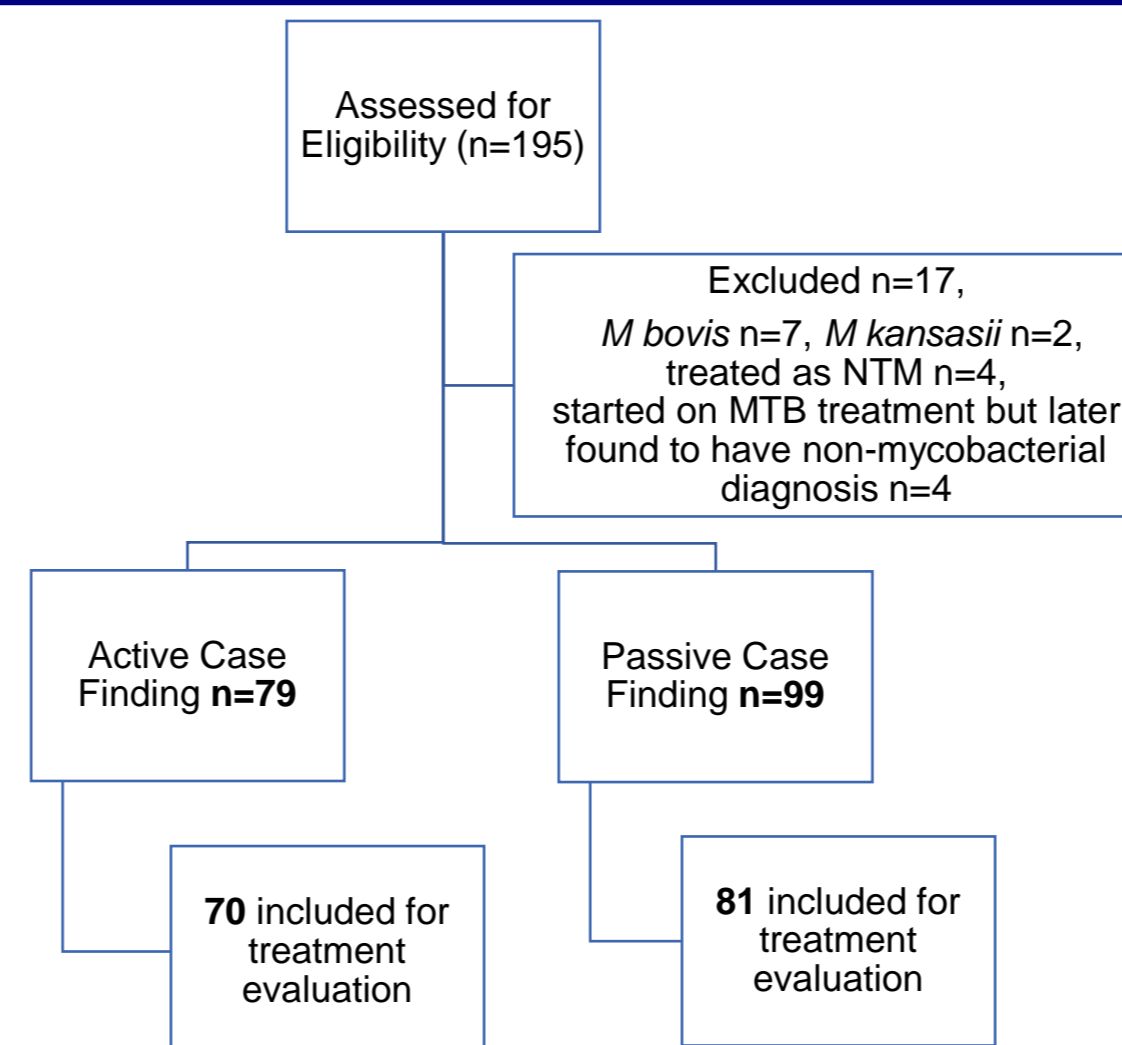 Assessed for
Eligibility (n=195)
Excluded n=17,
M bovis n=7, M kansasii n=2,
treated as NTM n=4,
started on MTB treatment but later
found to have non-mycobacterial
diagnosis n=4
Active Case
Finding n=79
Passive Case
Finding n=99
70 included for
treatment
evaluation
81 included for
treatment
evaluation